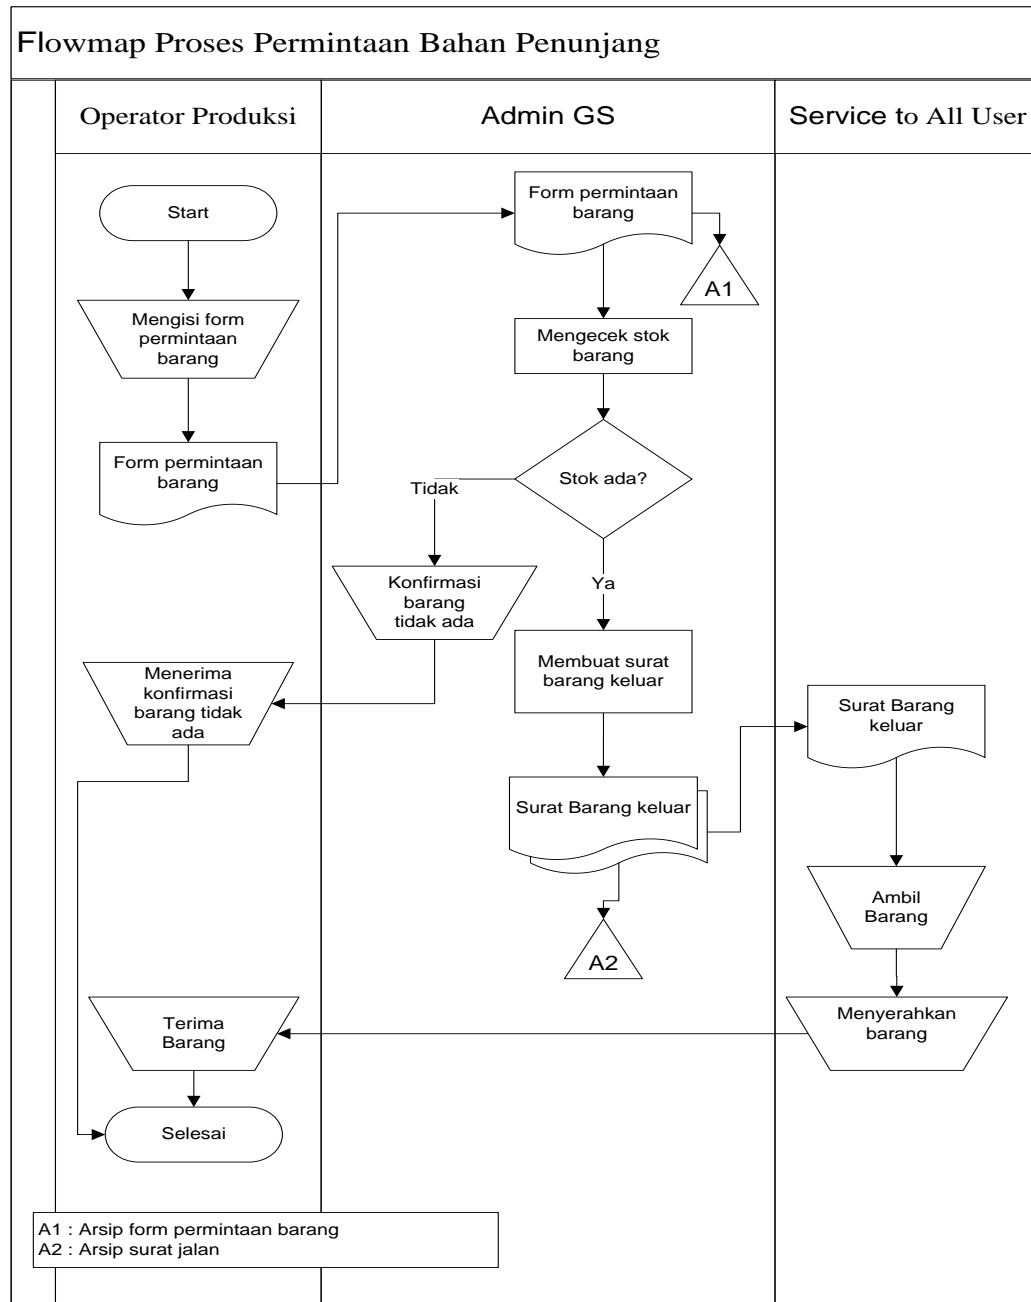 Flowmap Proses Permintaan Bahan Penunjang
Operator Produksi
Admin GS
Service to All User
Start
Mengisi form
permintaan
barang
Form permintaan
barang
Form permintaan
barang
A1
Mengecek stok
barang
Stok ada?
Tidak
Ya
Konfirmasi
barang
tidak ada
Menerima
konfirmasi
barang tidak
ada
Membuat surat
barang keluar
Surat Barang keluar
A2
Surat Barang
keluar
Ambil
Barang
Menyerahkan
barang
Terima
Barang
Selesai
A1 : Arsip form permintaan barang
A2 : Arsip surat jalan